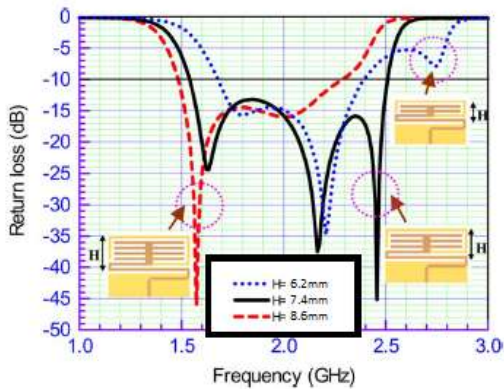 0
-5
-10
-15
-20
-25
-30
-35
-40
-45
-50
Return loss (dB)
H
H
H
H= 6.2mm
H= 7.4mm
H= 8.6mm
1.0 1.5 2.0 2.5 3.0
Frequency (GHz)